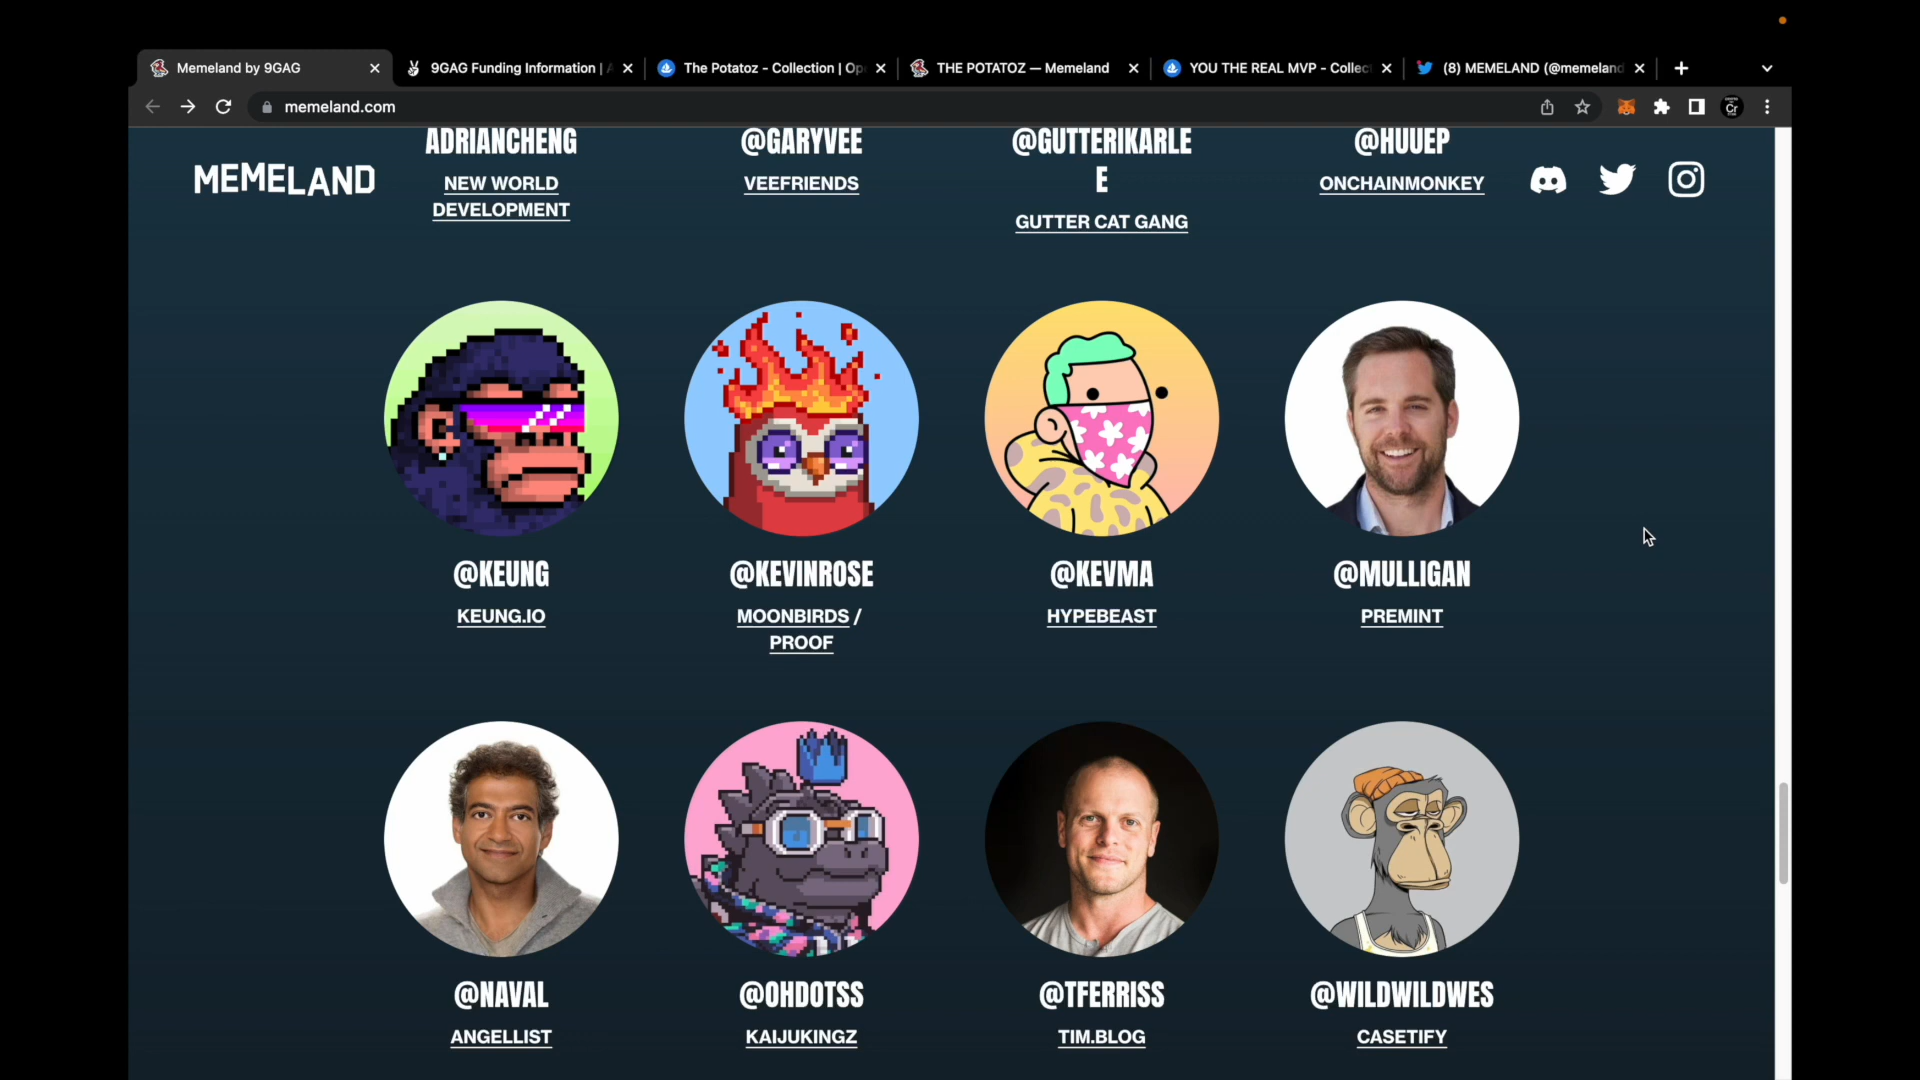 Memeland by 9GAG
9GAG Funding Information |
The Potatoz - Collection | Op
THE POTATOZ — Memeland
YOU THE REAL MVP - Collec
(8) MEMELAND (@memeland
memeland.com
MEMELAND
ADRIANCHENG
NEW WORLD
DEVELOPMENT
@GARYVEE
VEEFRIENDS
@GUTTERIKARLE
E
GUTTER CAT GANG
@HUUEP
ONCHAINMONKEY
@KEUNG
KEUNG.IO
@KEVINROSE
MOONBIRDS /
PROOF
@KEVMA
HYPEBEAST
@MULLIGAN
PREMINT
@NAVAL
ANGELLIST
@OHDOTSS
KAIJUKINGZ
@TFERRISS
TIM.BLOG
@WILDWILDWES
CASETIFY